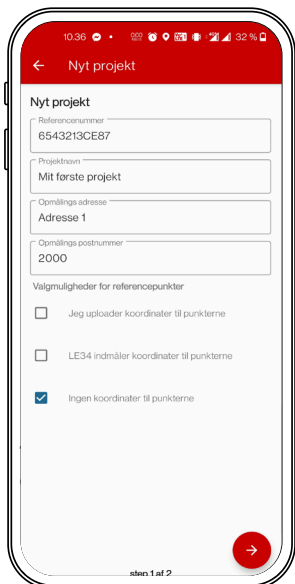 10.36 32 %
Nyt projekt
Nyt projekt
Referencenummer
6543213CE87
Projektnavn
Mit første projekt
Opmålings adresse
Adresse 1
Opmålings postnummer
2000
Valgmuligheder for referencepunkter
Jeg uploader koordinater til punkterne
LE34 indmåler koordinater til punkterne
Ingen koordinater til punkterne
step 1 af 2